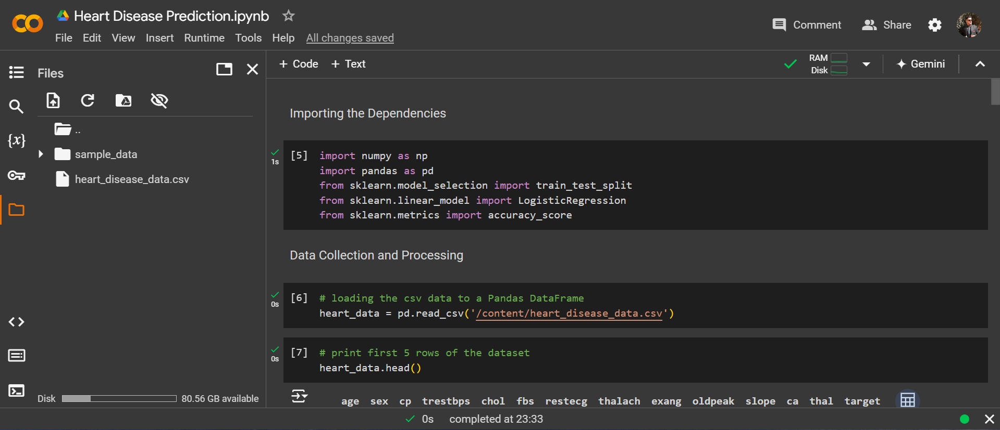 Heart Disease Prediction.ipynb
File Edit View Insert Runtime Tools Help All changes saved
Comment Share
Files
+ Code + Text
RAM
Disk
Gemini
..
sample_data
heart_disease_data.csv
{x}
Disk 80.56 GB available
Importing the Dependencies
1s
[5] import numpy as np
import pandas as pd
from sklearn.model_selection import train_test_split
from sklearn.linear_model import LogisticRegression
from sklearn.metrics import accuracy_score
Data Collection and Processing
0s
[6] # loading the csv data to a Pandas DataFrame
heart_data = pd.read_csv('/content/heart_disease_data.csv')
0s
[7] # print first 5 rows of the dataset
heart_data.head()
age sex cp trestbps chol fbs restecg thalach exang oldpeak slope ca thal target
0s completed at 23:33